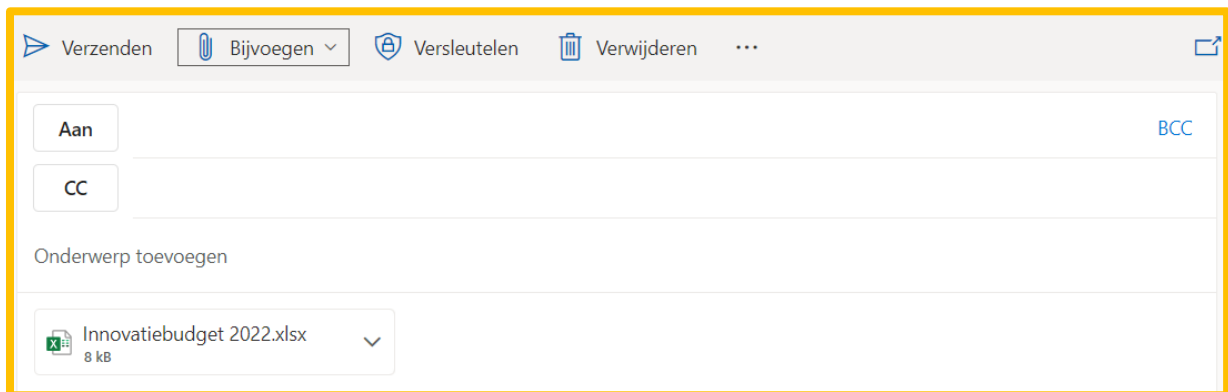 Verzenden Bijvoegen Versleutelen Verwijderen ...
Aan BCC
CC
Onderwerp toevoegen
Innovatiebudget 2022.xlsx
8 kB